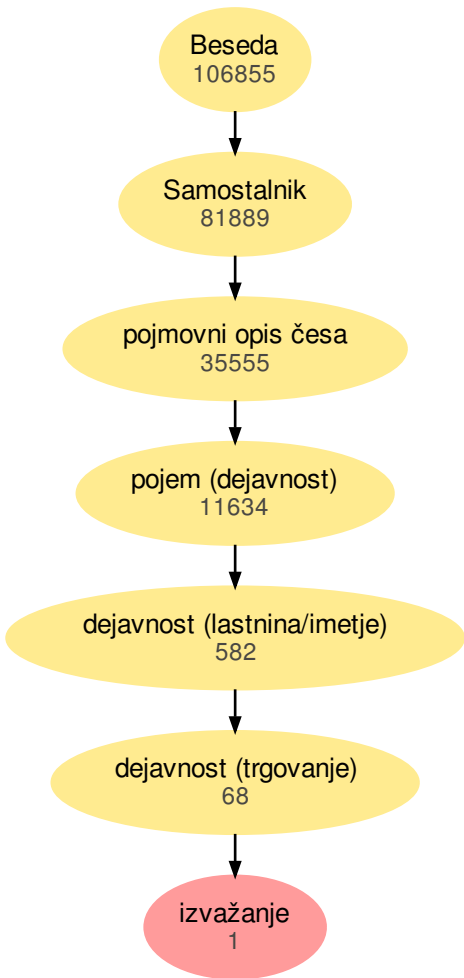 Beseda
106855
Samostalnik
81889
pojmovni opis česa
35555
pojem (dejavnost)
11634
dejavnost (lastnina/imetje)
582
dejavnost (trgovanje)
68
izvažanje
1